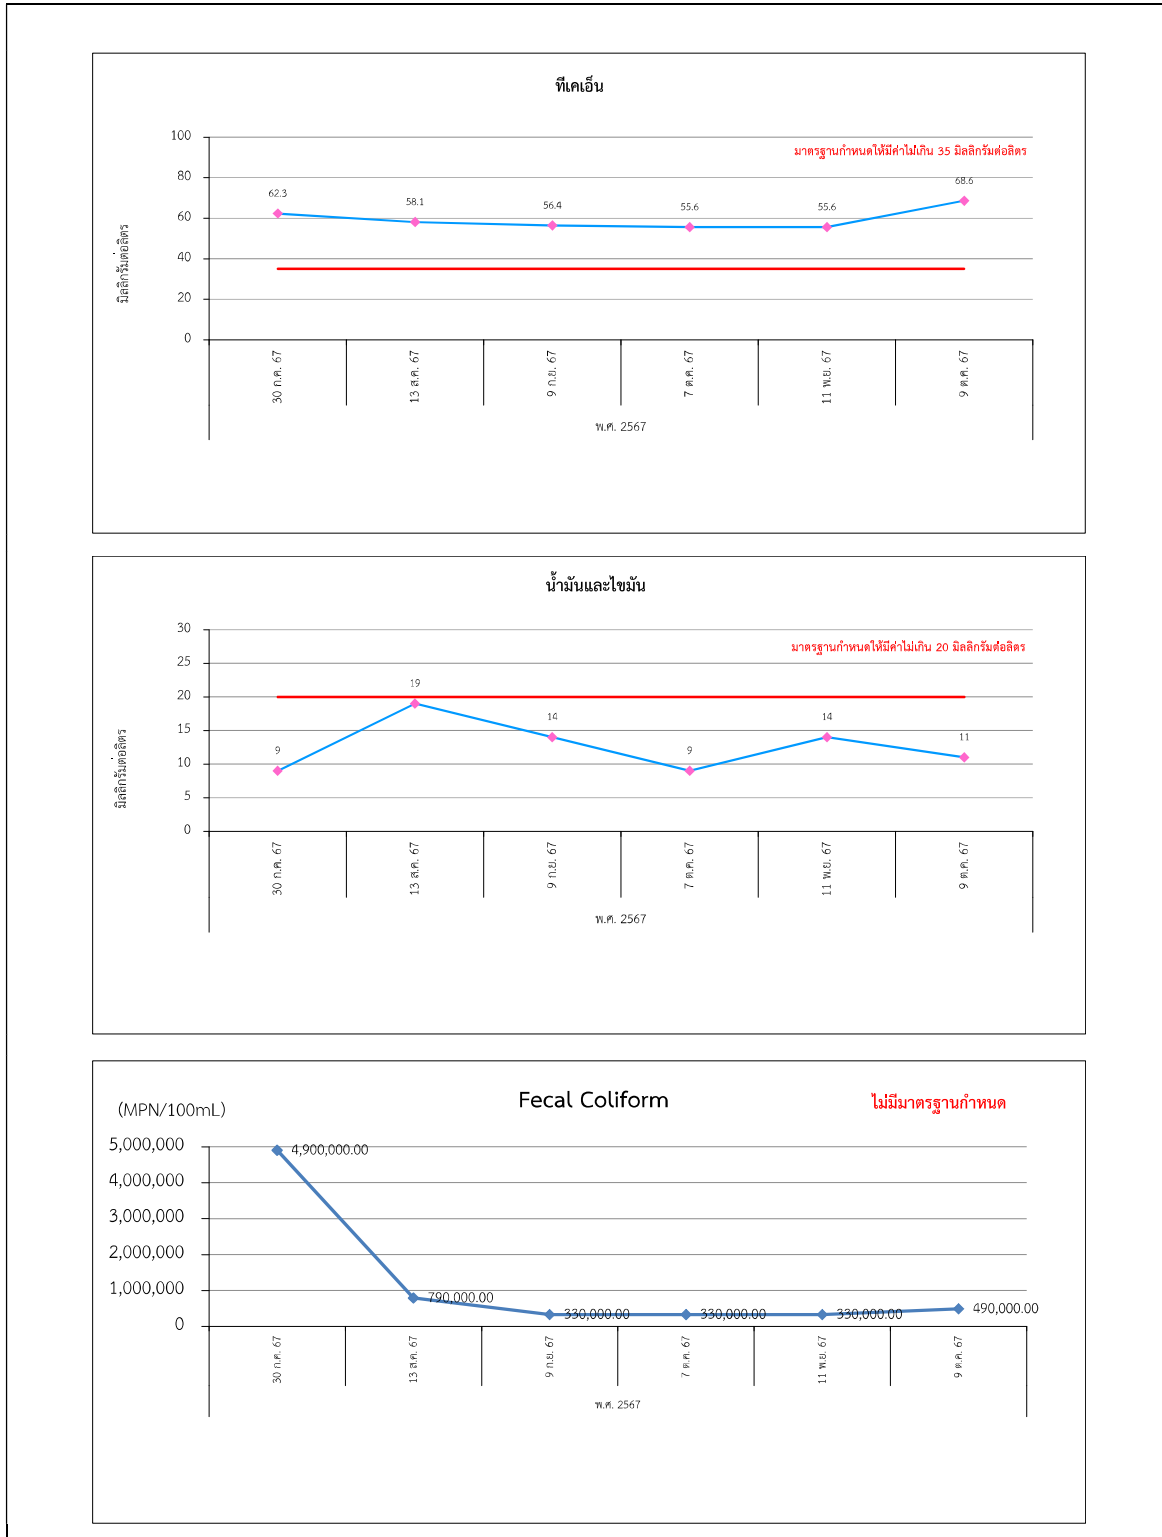 ทีเคเอ็น
มาตรฐานกำหนดให้มีค่าไม่เกิน 35 มิลลิกรัมต่อลิตร
มิลลิกรัมต่อลิตร
100
80
60
40
20
0
62.3
58.1
56.4
55.6
55.6
68.6
30 ก.ค. 67
13 ส.ค. 67
9 ก.ย. 67
7 ต.ค. 67
11 พ.ย. 67
9 ต.ค. 67
พ.ศ. 2567
น้ำมันและไขมัน
มาตรฐานกำหนดให้มีค่าไม่เกิน 20 มิลลิกรัมต่อลิตร
มิลลิกรัมต่อลิตร
30
25
20
15
10
5
0
9
19
14
9
14
11
30 ก.ค. 67
13 ส.ค. 67
9 ก.ย. 67
7 ต.ค. 67
11 พ.ย. 67
9 ต.ค. 67
พ.ศ. 2567
Fecal Coliform
ไม่มีมาตรฐานกำหนด
(MPN/100mL)
5,000,000
4,000,000
3,000,000
2,000,000
1,000,000
0
4,900,000.00
790,000.00
330,000.00
330,000.00
330,000.00
490,000.00
30 ก.ค. 67
13 ส.ค. 67
9 ก.ย. 67
7 ต.ค. 67
11 พ.ย. 67
9 ต.ค. 67
พ.ศ. 2567